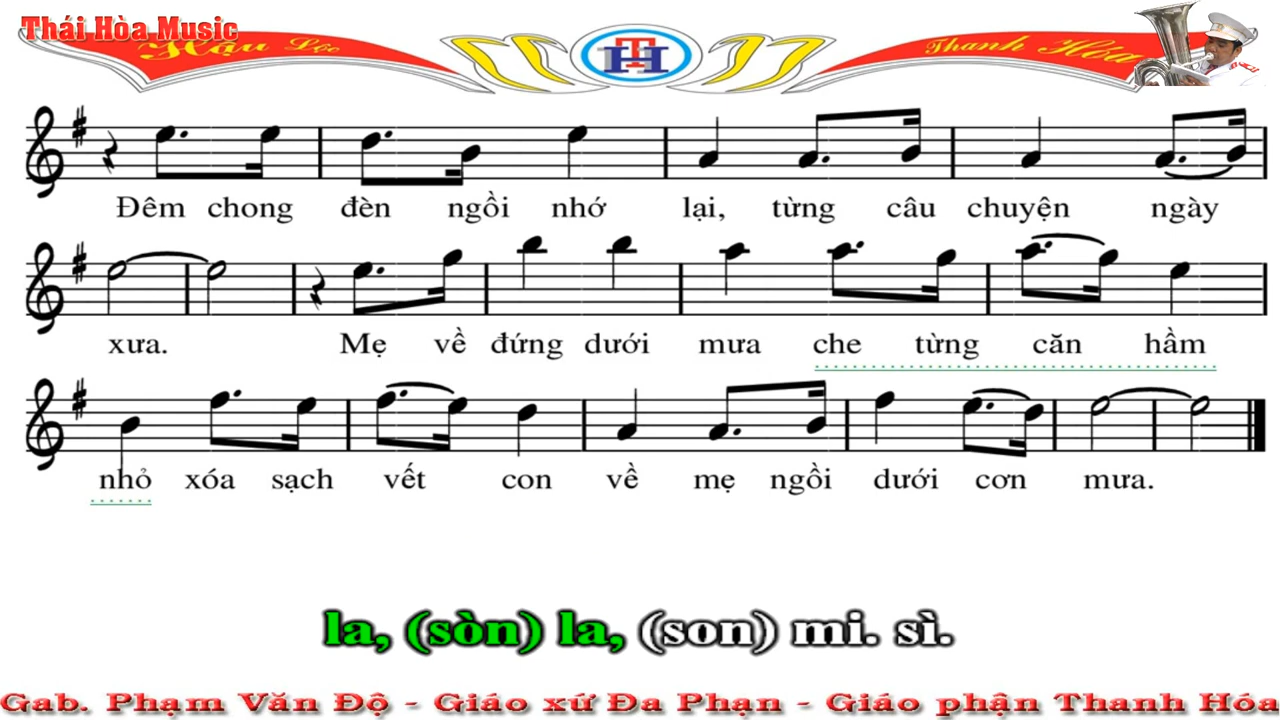 Thái Hòa Music
Hậu Lộc
TH
Thanh Hóa
Đêm chong đèn ngồi nhớ lại, từng câu chuyện ngày
xưa. Mẹ về đứng dưới mưa che từng căn hầm
nhỏ xóa sạch vết con về mẹ ngồi dưới cơn mưa.
la, (sòn) la, (son) mi. sì.
Gab. Phạm Văn Độ - Giáo xứ Đa Phạn - Giáo phận Thanh Hóa